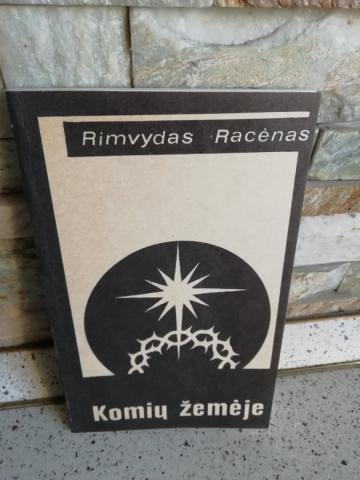 Rimvydas Racėnas
Komių žemėje